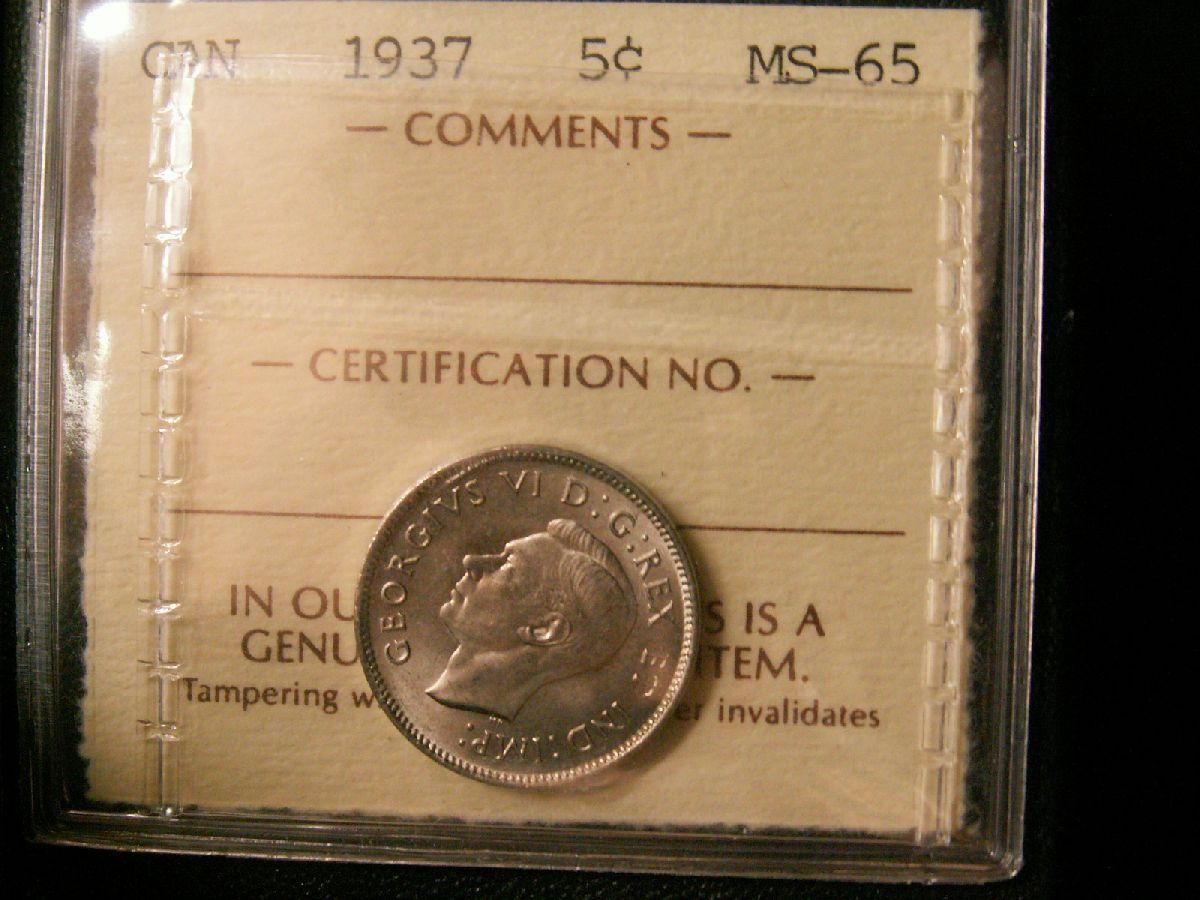 CAN 1937 5¢ MS-65
— COMMENTS —
— CERTIFICATION NO. —
GEORGIVS VI D:G:REX ET IND:IMP:
IN OU S IS A
GENU ITEM.
Tampering w er invalidates